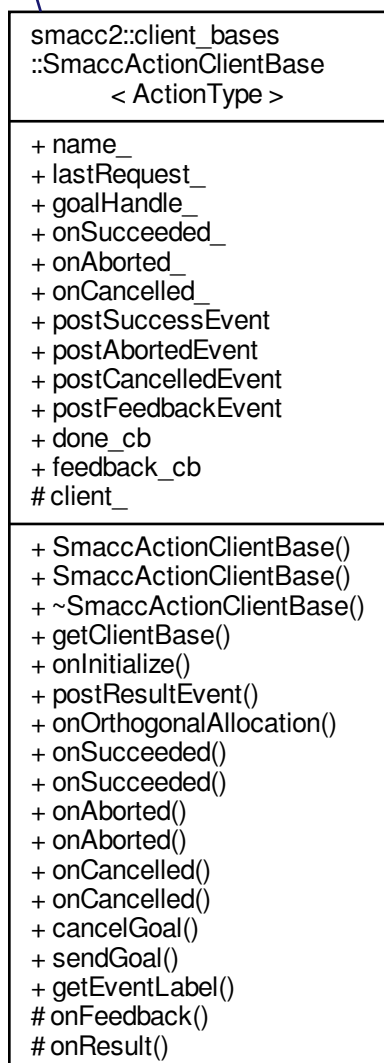 smacc2::client_bases
::SmaccActionClientBase
< ActionType >
+ name_
+ lastRequest_
+ goalHandle_
+ onSucceeded_
+ onAborted_
+ onCancelled_
+ postSuccessEvent
+ postAbortedEvent
+ postCancelledEvent
+ postFeedbackEvent
+ done_cb
+ feedback_cb
# client_
+ SmaccActionClientBase()
+ SmaccActionClientBase()
+ ~SmaccActionClientBase()
+ getClientBase()
+ onInitialize()
+ postResultEvent()
+ onOrthogonalAllocation()
+ onSucceeded()
+ onSucceeded()
+ onAborted()
+ onAborted()
+ onCancelled()
+ onCancelled()
+ cancelGoal()
+ sendGoal()
+ getEventLabel()
# onFeedback()
# onResult()